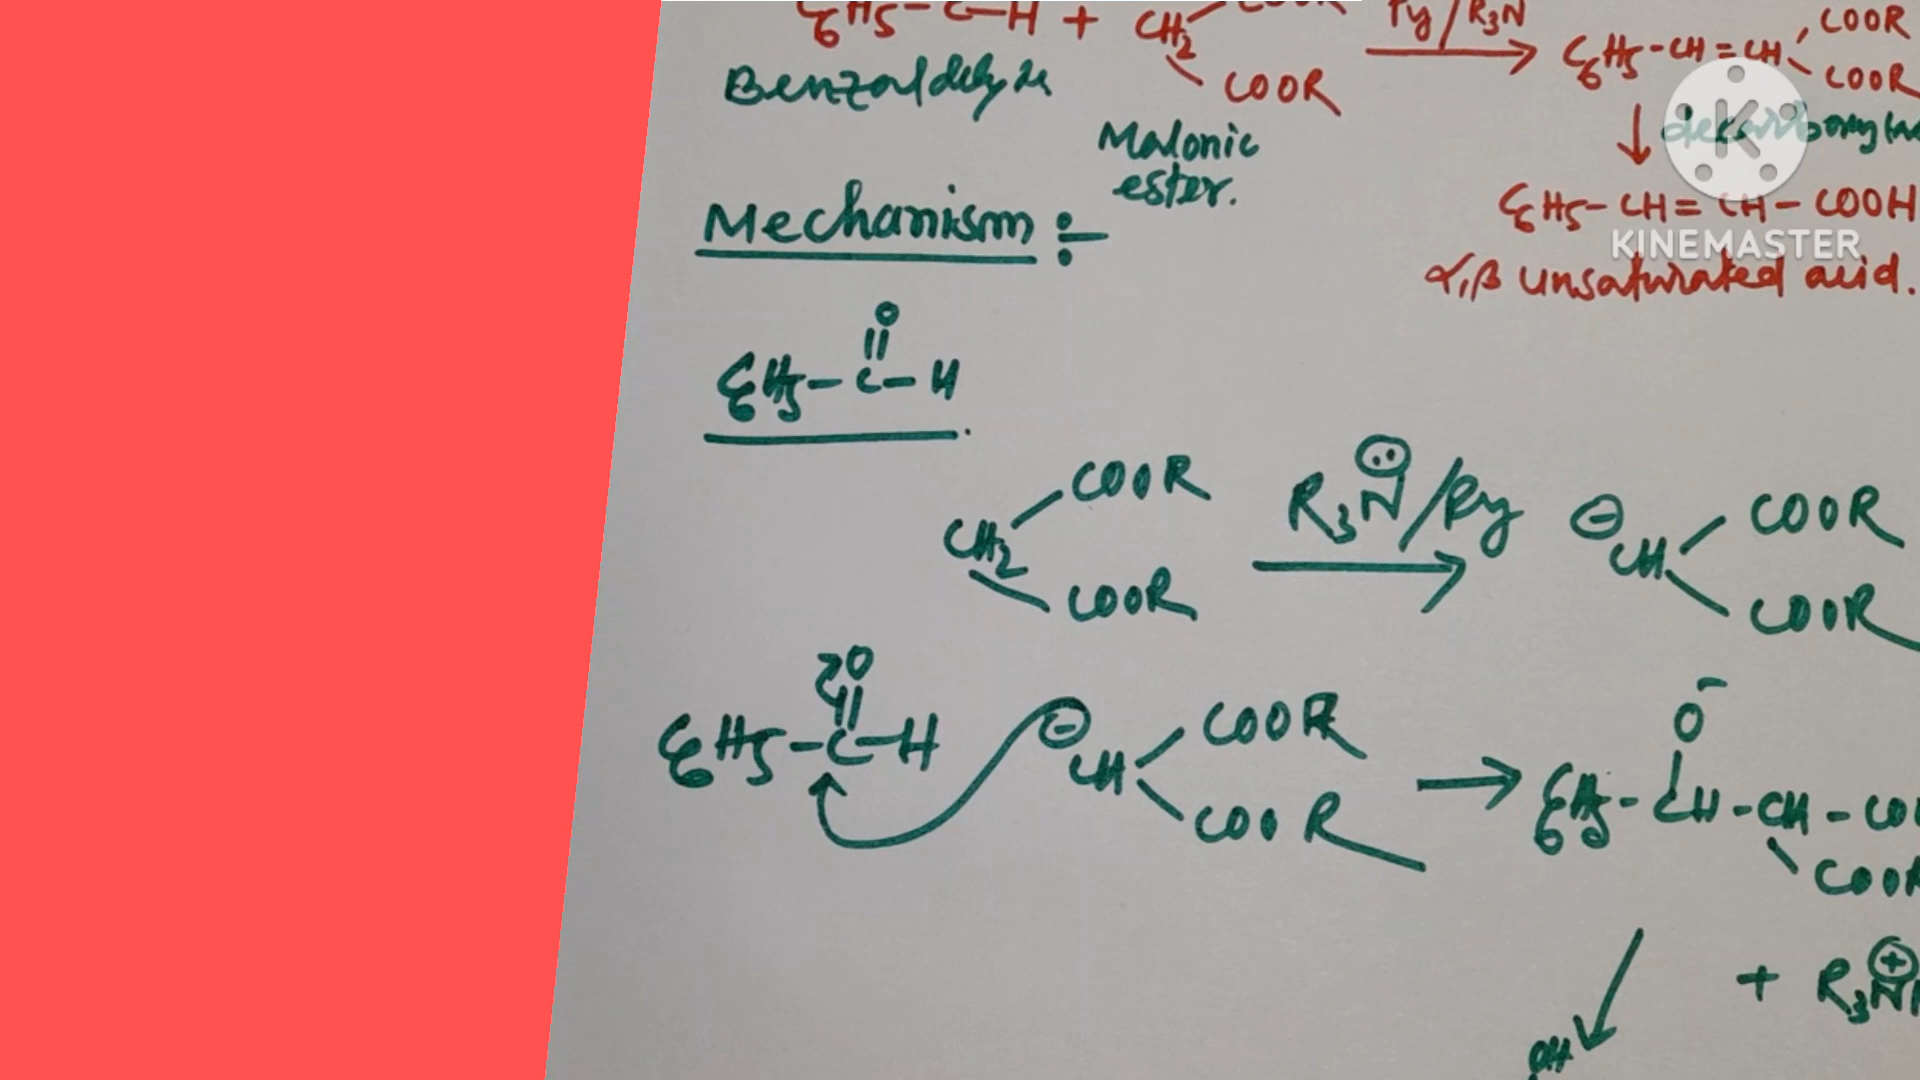 C6H5-C-H + CH2 COOR Py/R3N C6H5-CH=CH COOR
COOR COOR
Benzaldehyde
Malonic
ester.
C6H5-CH=CH-COOH
KINEMASTER
α,β unsaturated acid.
Mechanism :-
O
C6H5-C-H
CH2 COOR R3N/Py ⊖CH COOR
COOR COOR
O O⁻
C6H5-C-H ⊖CH COOR → C6H5-CH-CH-COO
COOR COOR
+ R3N⊕
OH